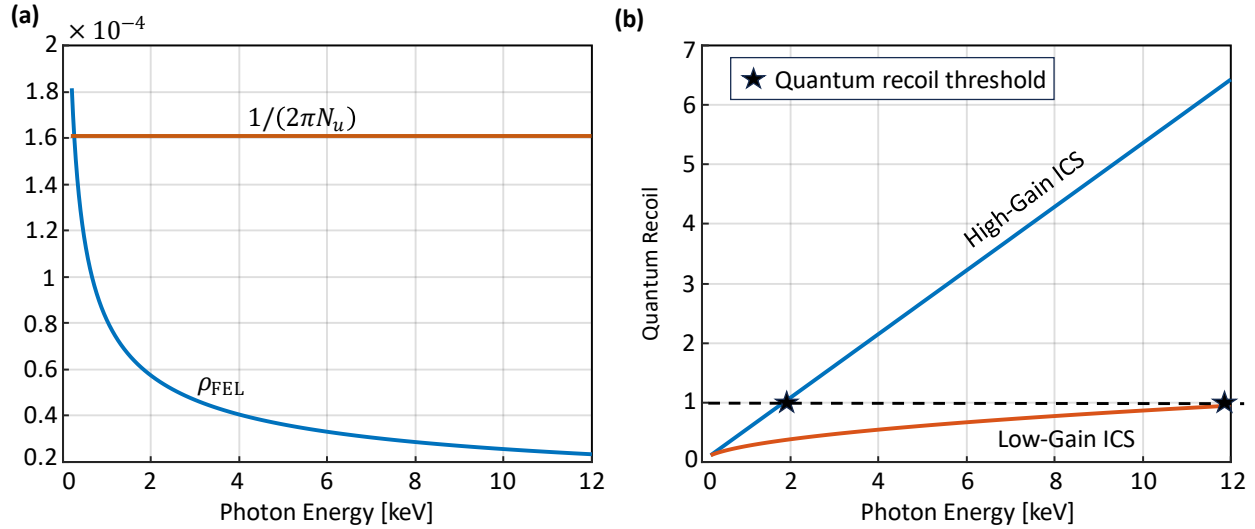 (a)
× 10⁻⁴
2
1.8
1.6
1.4
1.2
1
0.8
0.6
0.4
0.2
1/(2πNᵤ)
ρFEL
0 2 4 6 8 10 12
Photon Energy [keV]
(b)
7
6
5
4
3
2
1
0
Quantum Recoil
★ Quantum recoil threshold
High-Gain ICS
Low-Gain ICS
0 2 4 6 8 10 12
Photon Energy [keV]